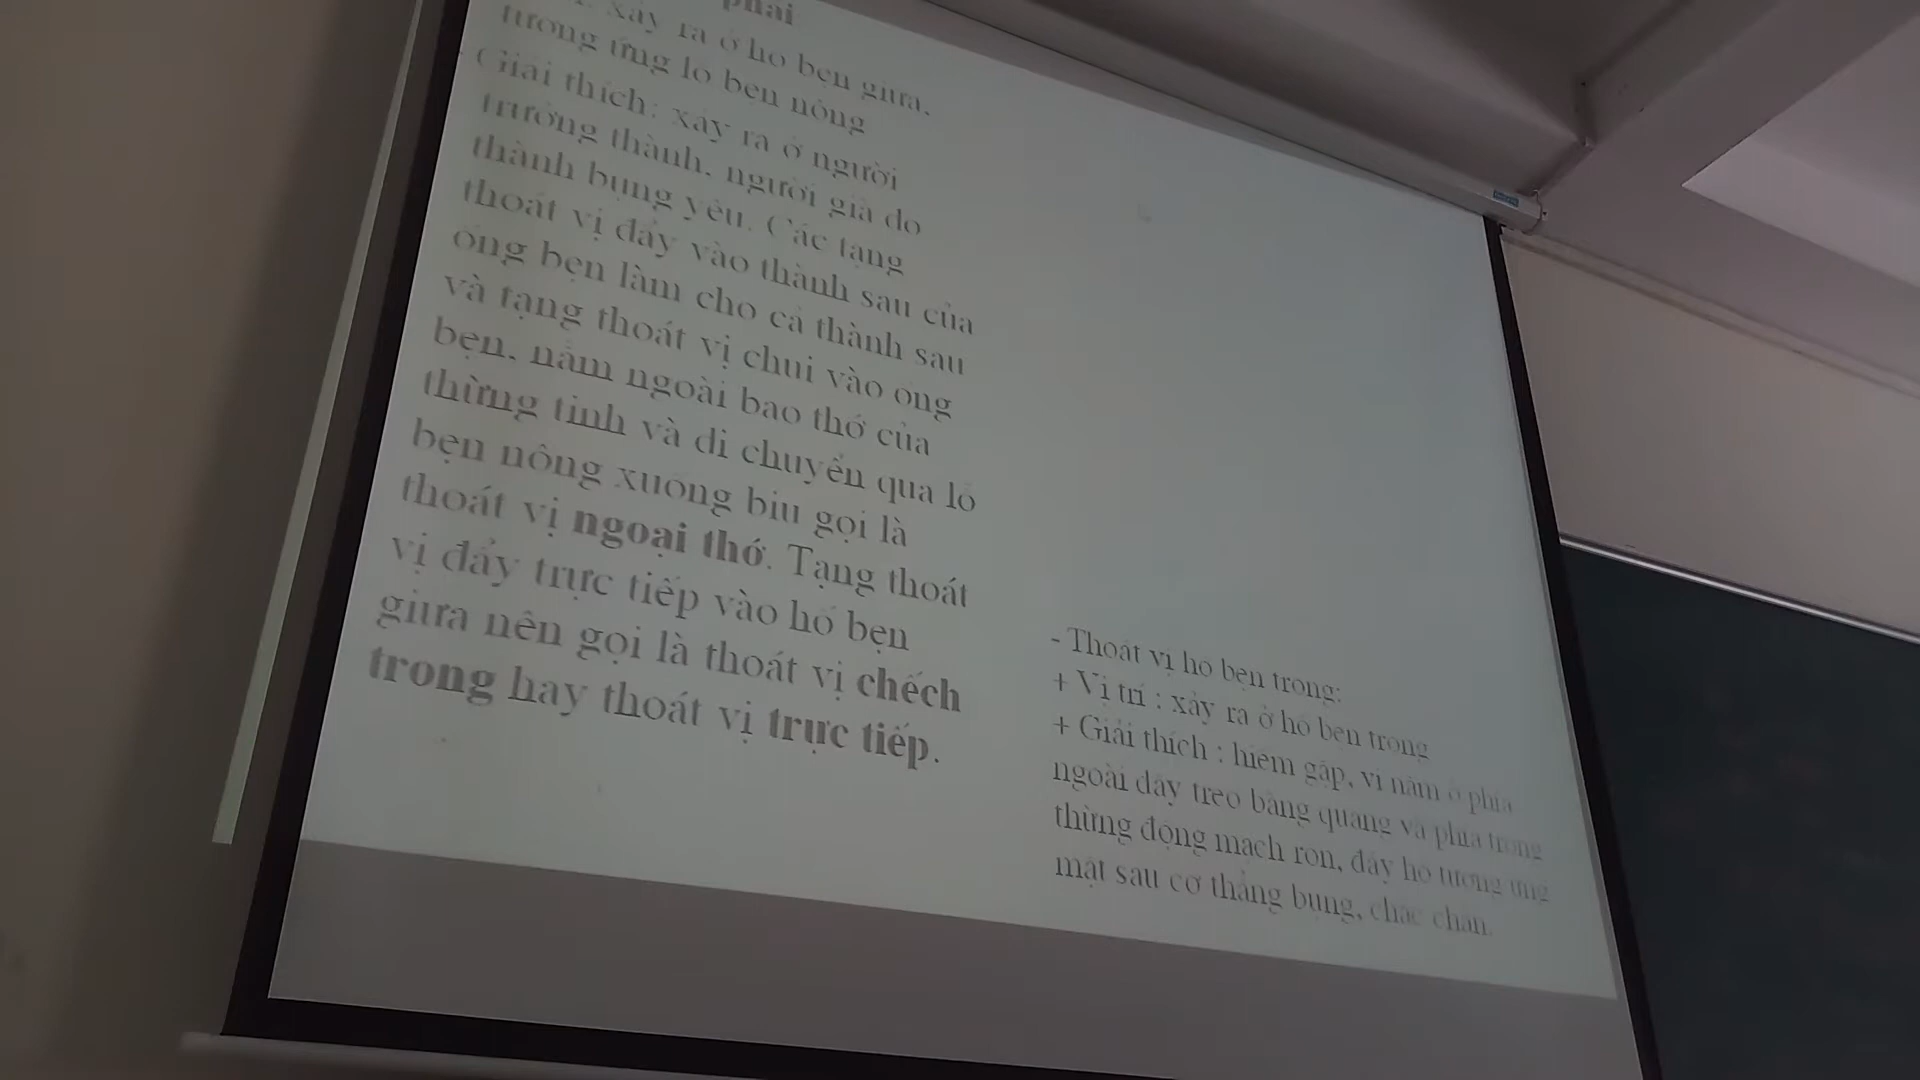 phải
xảy ra ở hố bẹn giữa,
tương ứng lỗ bẹn nông
Giải thích: xảy ra ở người
trưởng thành, người già do
thành bụng yếu. Các tạng
thoát vị đẩy vào thành sau của
ống bẹn làm cho cả thành sau
và tạng thoát vị chui vào ống
bẹn, nằm ngoài bao thớ của
thừng tinh và di chuyển qua lỗ
bẹn nông xuống bìu gọi là
thoát vị ngoại thớ. Tạng thoát
vị đẩy trực tiếp vào hố bẹn
giữa nên gọi là thoát vị chếch
trong hay thoát vị trực tiếp.
- Thoát vị hố bẹn trong:
+ Vị trí : xảy ra ở hố bẹn trong
+ Giải thích : hiếm gặp, vì nằm ở phía
ngoài dây treo bàng quang và phía trong
thừng động mạch rốn, đáy hố tương ứng
mặt sau cơ thẳng bụng, chắc chắn.